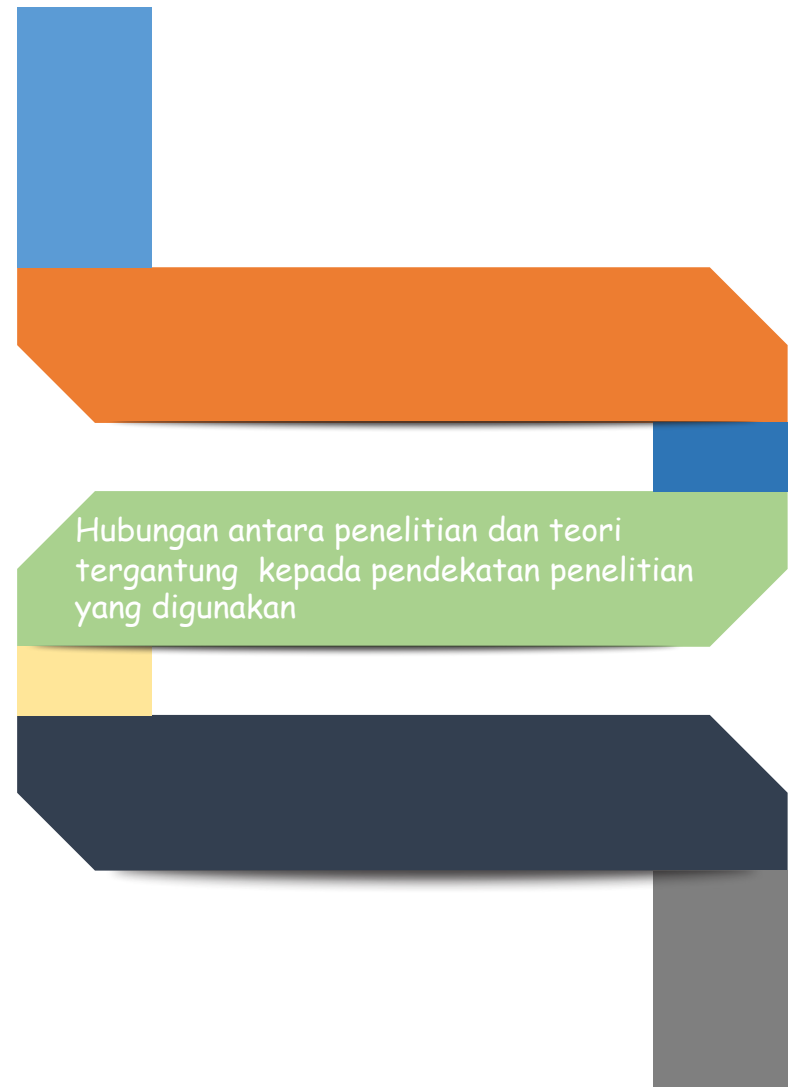 Hubungan antara penelitian dan teori
tergantung  kepada pendekatan penelitian
yang digunakan